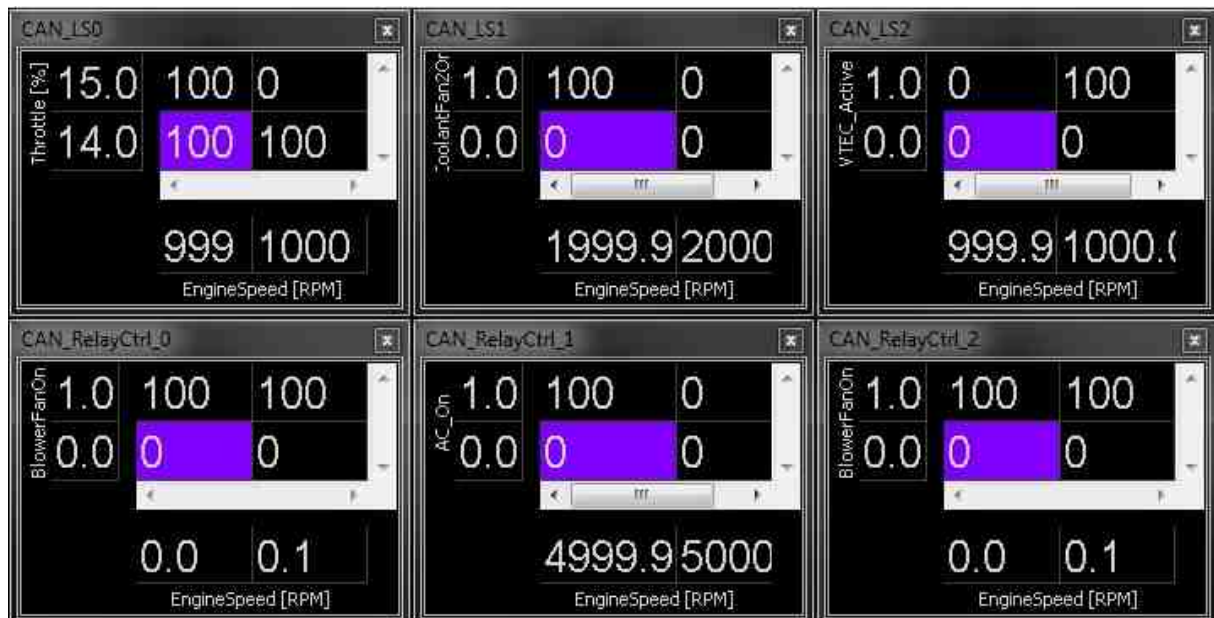 CAN_LS0
Throttle [%]
15.0 100 0
14.0 100 100
999 1000
EngineSpeed [RPM]
CAN_LS1
CoolantFan2On
1.0 100 0
0.0 0 0
1999.9 2000
EngineSpeed [RPM]
CAN_LS2
VTEC_Active
1.0 0 100
0.0 0 0
999.9 1000.0
EngineSpeed [RPM]
CAN_RelayCtrl_0
BlowerFanOn
1.0 100 100
0.0 0 0
0.0 0.1
EngineSpeed [RPM]
CAN_RelayCtrl_1
AC_On
1.0 100 0
0.0 0 0
4999.9 5000
EngineSpeed [RPM]
CAN_RelayCtrl_2
BlowerFanOn
1.0 100 100
0.0 0 0
0.0 0.1
EngineSpeed [RPM]